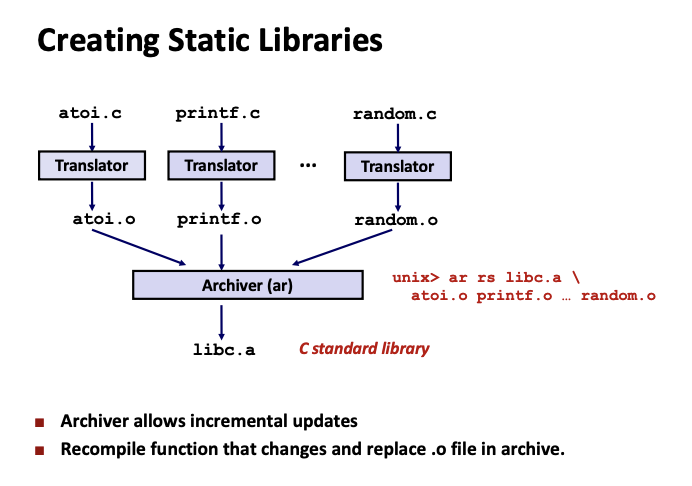 Creating Static Libraries
atoi.c printf.c random.c
Translator Translator ... Translator
atoi.o printf.o random.o
Archiver (ar)
unix> ar rs libc.a \
atoi.o printf.o … random.o
libc.a C standard library
■ Archiver allows incremental updates
■ Recompile function that changes and replace .o file in archive.